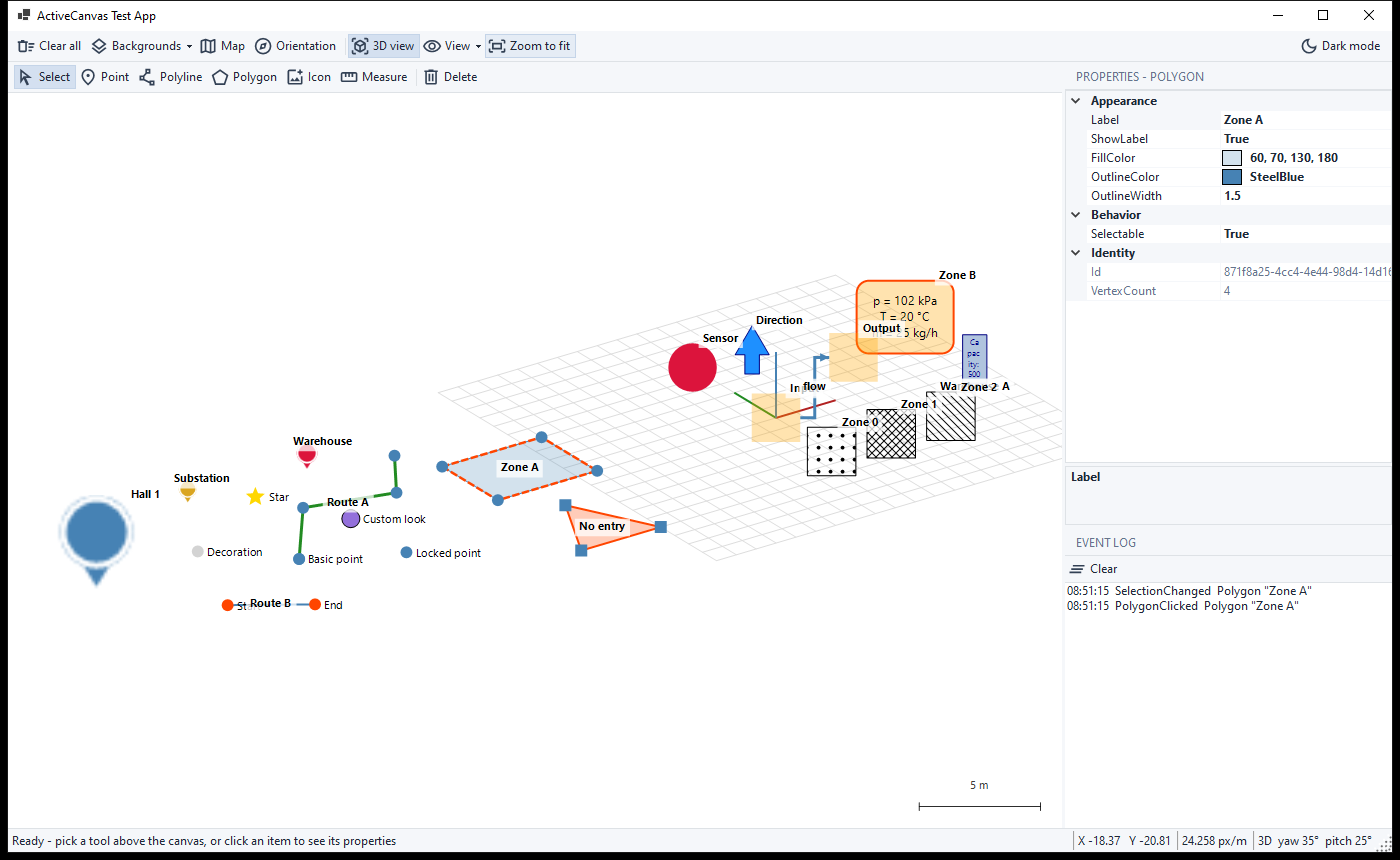 ActiveCanvas Test App
Clear all Backgrounds Map Orientation 3D view View Zoom to fit Dark mode
Select Point Polyline Polygon Icon Measure Delete
PROPERTIES - POLYGON
Appearance
Label Zone A
ShowLabel True
FillColor 60, 70, 130, 180
OutlineColor SteelBlue
OutlineWidth 1.5
Behavior
Selectable True
Identity
Id 871f8a25-4cc4-4e44-98d4-14d16
VertexCount 4
Label
EVENT LOG
Clear
08:51:15 SelectionChanged Polygon "Zone A"
08:51:15 PolygonClicked Polygon "Zone A"
Zone B
p = 102 kPa
T = 20 °C
kg/h
Output
Direction
Sensor
Ca
pac
ity:
500
Inflow
Zone 2 A
Zone 1
Zone 0
Warehouse
Zone A
Substation
Hall 1
Star
Route A
Custom look
No entry
Decoration
Basic point
Locked point
Route B
End
5 m
Ready - pick a tool above the canvas, or click an item to see its properties
X -18.37 Y -20.81 24.258 px/m 3D yaw 35° pitch 25°